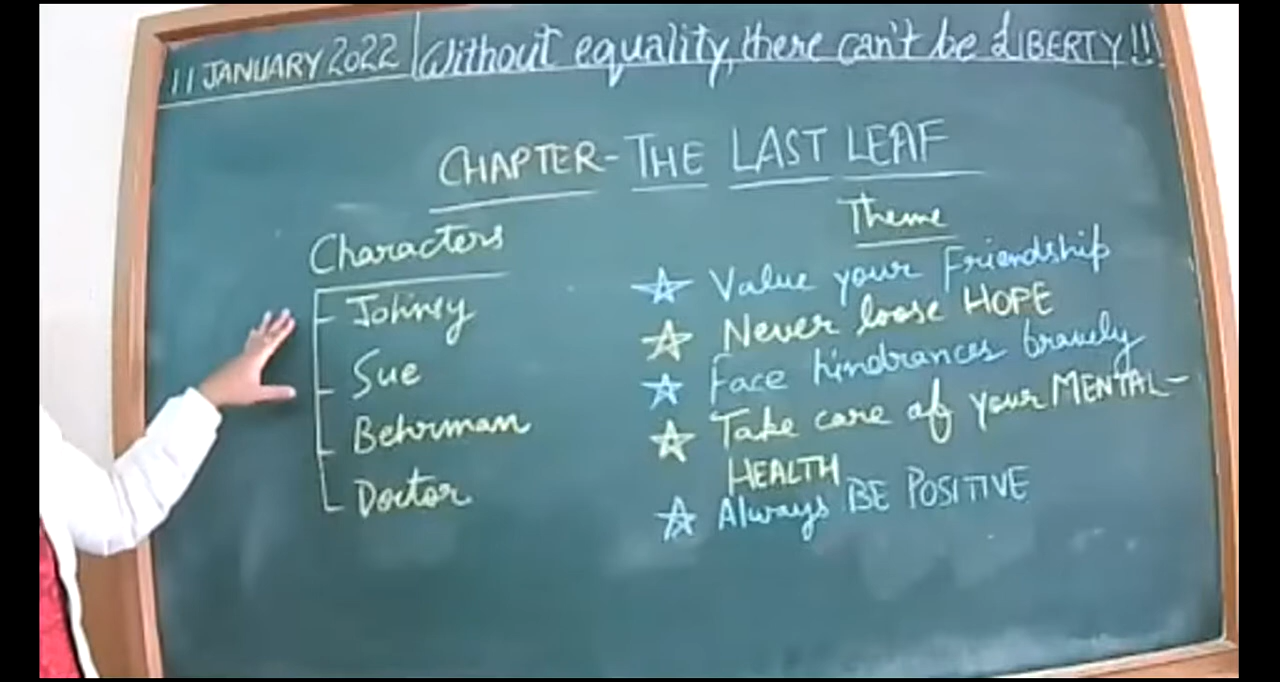 11 JANUARY 2022 | Without equality, there can't be LIBERTY!!
CHAPTER - THE LAST LEAF
Characters
Johnsy
Sue
Behrman
Doctor
Theme
☆ Value your Friendship
☆ Never loose HOPE
☆ Face hindrances bravely
☆ Take care of your MENTAL-
HEALTH
☆ Always BE POSITIVE